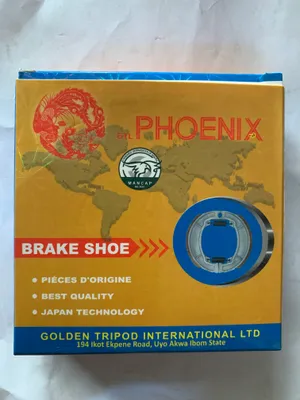 PHOENIX
MANCAP
BRAKE SHOE
PIÈCES D'ORIGINE
BEST QUALITY
JAPAN TECHNOLOGY
GOLDEN TRIPOD INTERNATIONAL LTD
194 Ikot Ekpene Road, Uyo Akwa Ibom State